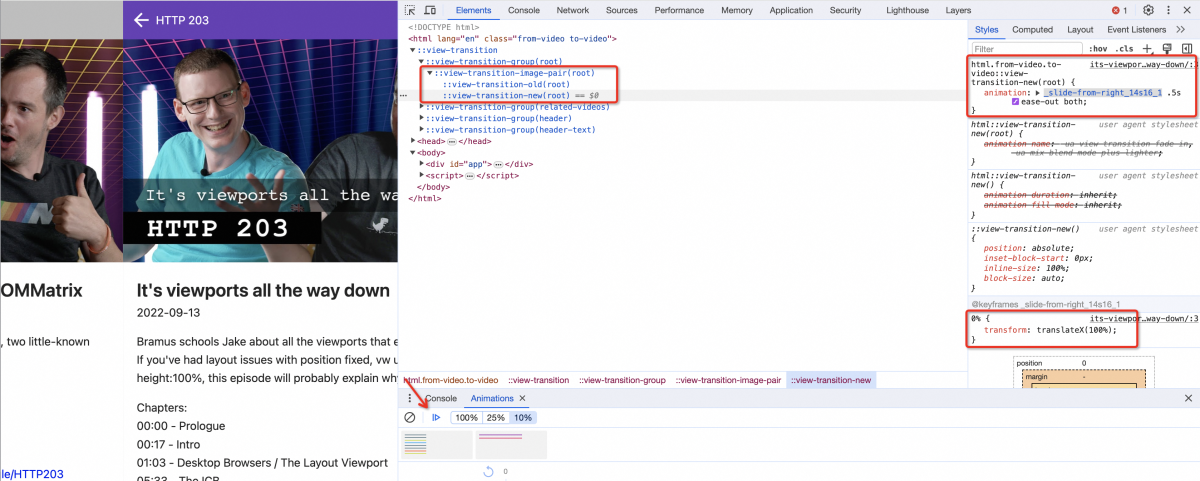 HTTP 203
It's viewports all the wa
HTTP 203
OMMatrix
, two little-known
le/HTTP203
It's viewports all the way down
2022-09-13
Bramus schools Jake about all the viewports that e
If you've had layout issues with position fixed, vw u
height:100%, this episode will probably explain why
Chapters:
00:00 - Prologue
00:17 - Intro
01:03 - Desktop Browsers / The Layout Viewport
05:33 - The ICB
Elements
Console
Network
Sources
Performance
Memory
Application
Security
Lighthouse
Layers
1
<!DOCTYPE html>
<html lang="en" class="from-video to-video">
▼::view-transition
▼::view-transition-group(root)
▼::view-transition-image-pair(root)
::view-transition-old(root)
::view-transition-new(root) == $0
▶::view-transition-group(related-videos)
▶::view-transition-group(header)
▶::view-transition-group(header-text)
▶<head>⋯</head>
▼<body>
▶<div id="app">⋯</div>
▶<script>⋯</script>
</body>
</html>
html.from-video.to-video
::view-transition
::view-transition-group
::view-transition-image-pair
::view-transition-new
Console
Animations
100%
25%
10%
0
Styles
Computed
Layout
Event Listeners
Filter
:hov
.cls
html.from-video.to-
its-viewpor…way-down/:3
video::view-
transition-new(root) {
animation: ▶ _slide-from-right_14s16_1 .5s
ease-out both;
}
html::view-transition-
user agent stylesheet
new(root) {
animation-name: -ua-view-transition-fade-in,
-ua-mix-blend-mode-plus-lighter;
}
html::view-transition-
user agent stylesheet
new() {
animation-duration: inherit;
animation-fill-mode: inherit;
}
::view-transition-new()
user agent stylesheet
{
position: absolute;
inset-block-start: 0px;
inline-size: 100%;
block-size: auto;
}
@keyframes _slide-from-right_14s16_1
0% {
its-viewpor…way-down/:3
transform: translateX(100%);
}
position
0
margin
-